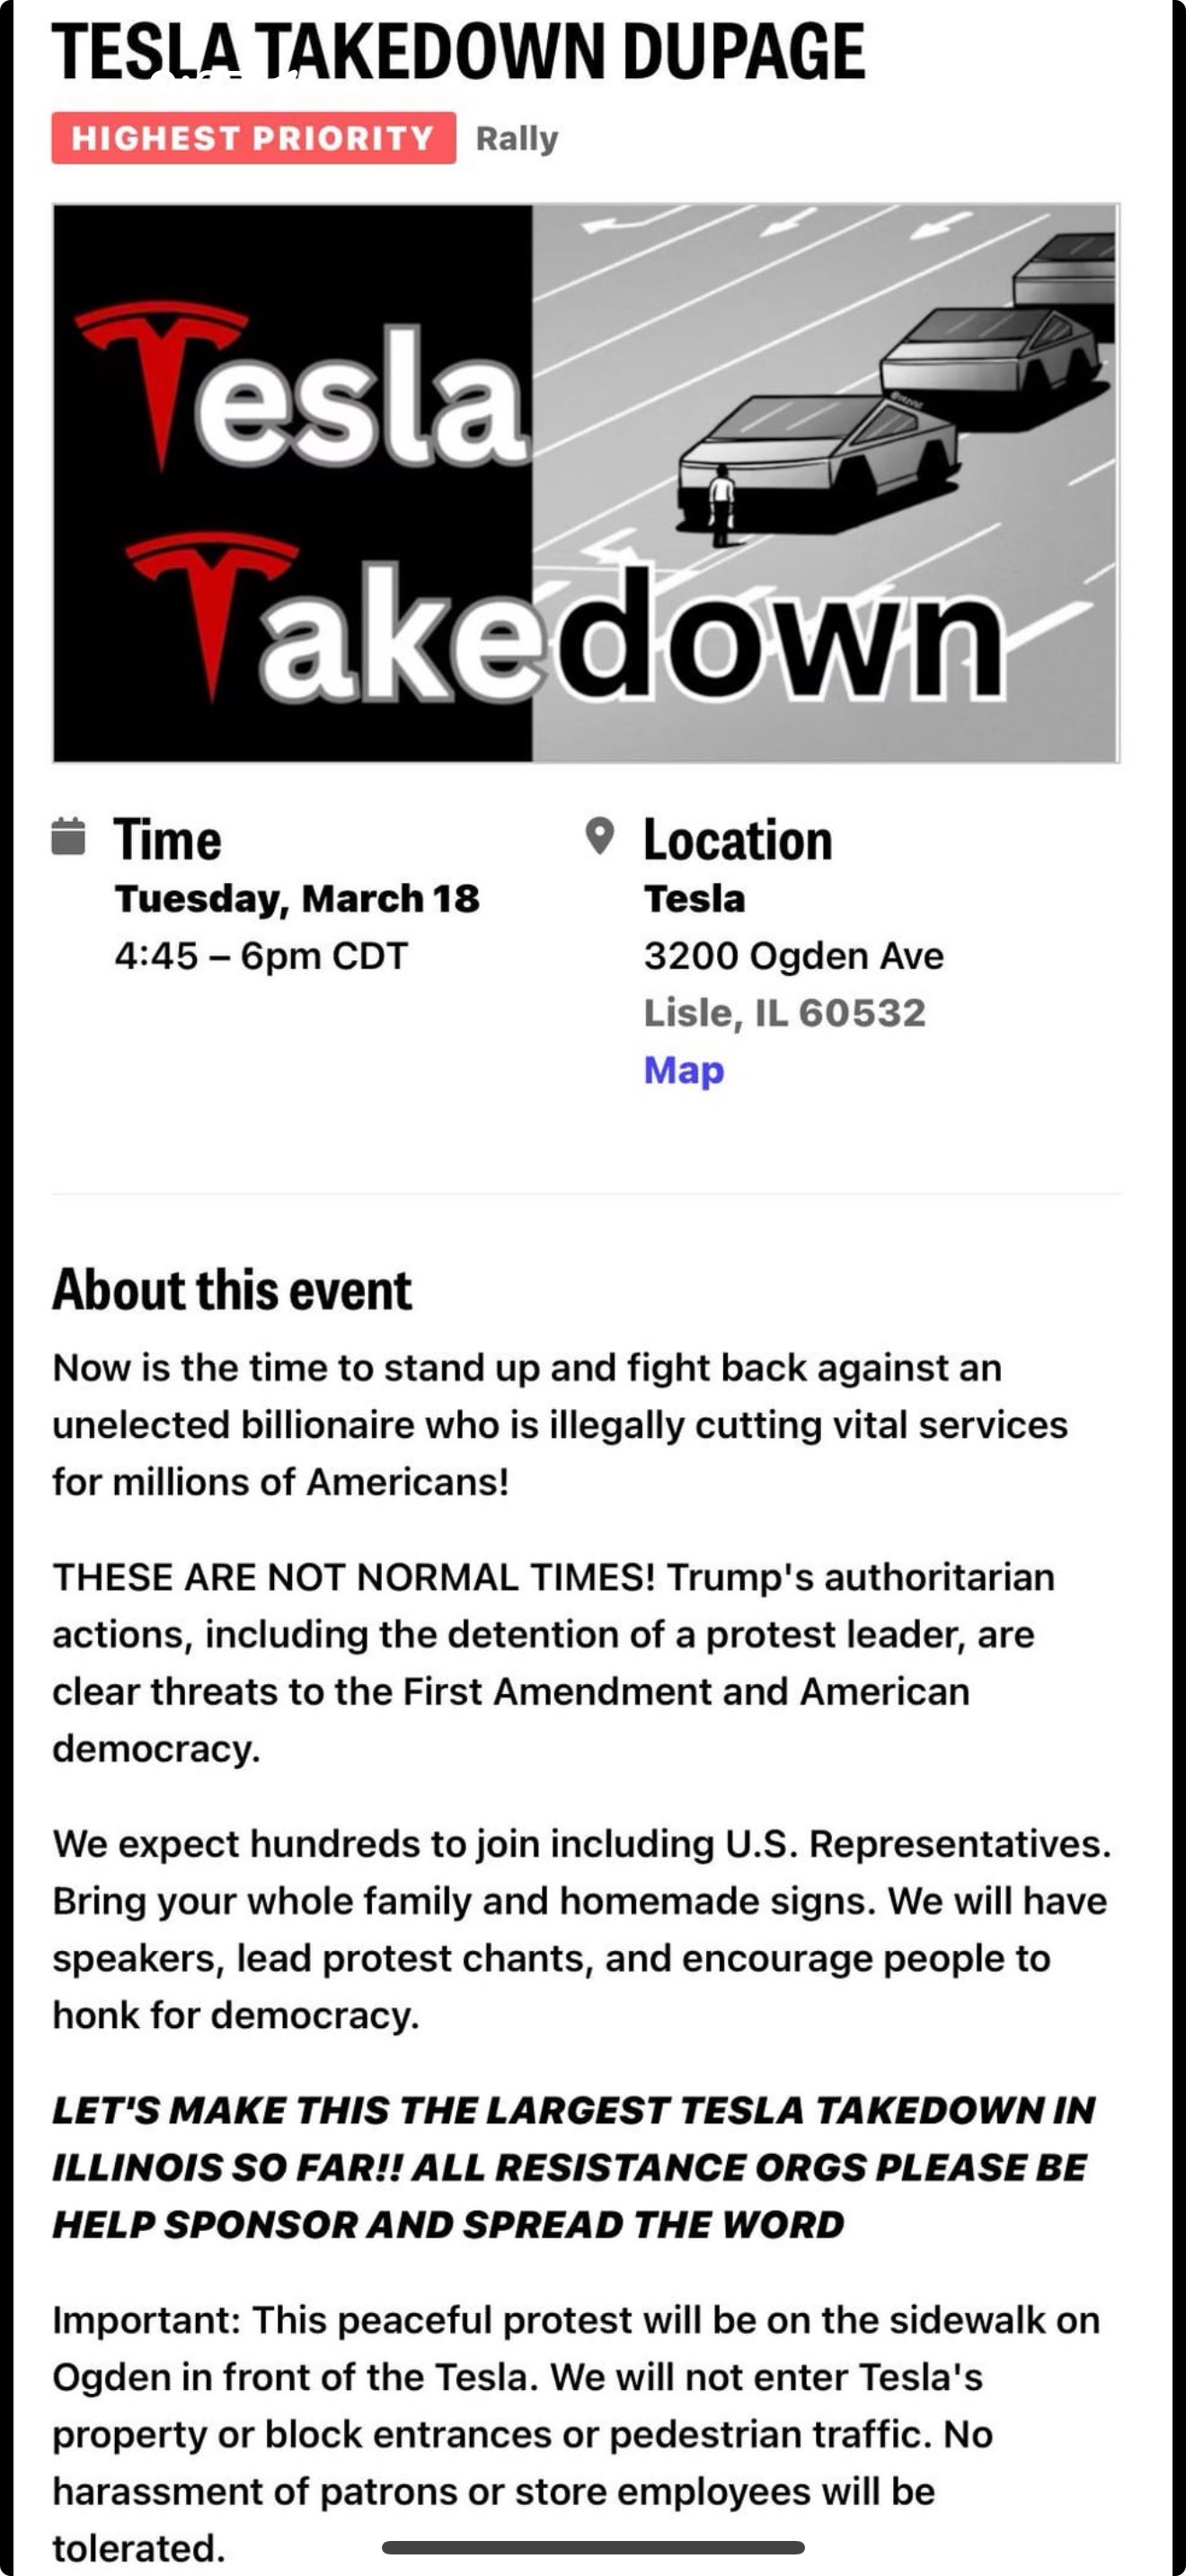 TESLA TAKEDOWN DUPAGE
HIGHEST PRIORITY Rally
Tesla
Takedown
Time
Tuesday, March 18
4:45 – 6pm CDT
Location
Tesla
3200 Ogden Ave
Lisle, IL 60532
Map
About this event
Now is the time to stand up and fight back against an
unelected billionaire who is illegally cutting vital services
for millions of Americans!
THESE ARE NOT NORMAL TIMES! Trump's authoritarian
actions, including the detention of a protest leader, are
clear threats to the First Amendment and American
democracy.
We expect hundreds to join including U.S. Representatives.
Bring your whole family and homemade signs. We will have
speakers, lead protest chants, and encourage people to
honk for democracy.
LET'S MAKE THIS THE LARGEST TESLA TAKEDOWN IN
ILLINOIS SO FAR!! ALL RESISTANCE ORGS PLEASE BE
HELP SPONSOR AND SPREAD THE WORD
Important: This peaceful protest will be on the sidewalk on
Ogden in front of the Tesla. We will not enter Tesla's
property or block entrances or pedestrian traffic. No
harassment of patrons or store employees will be
tolerated.